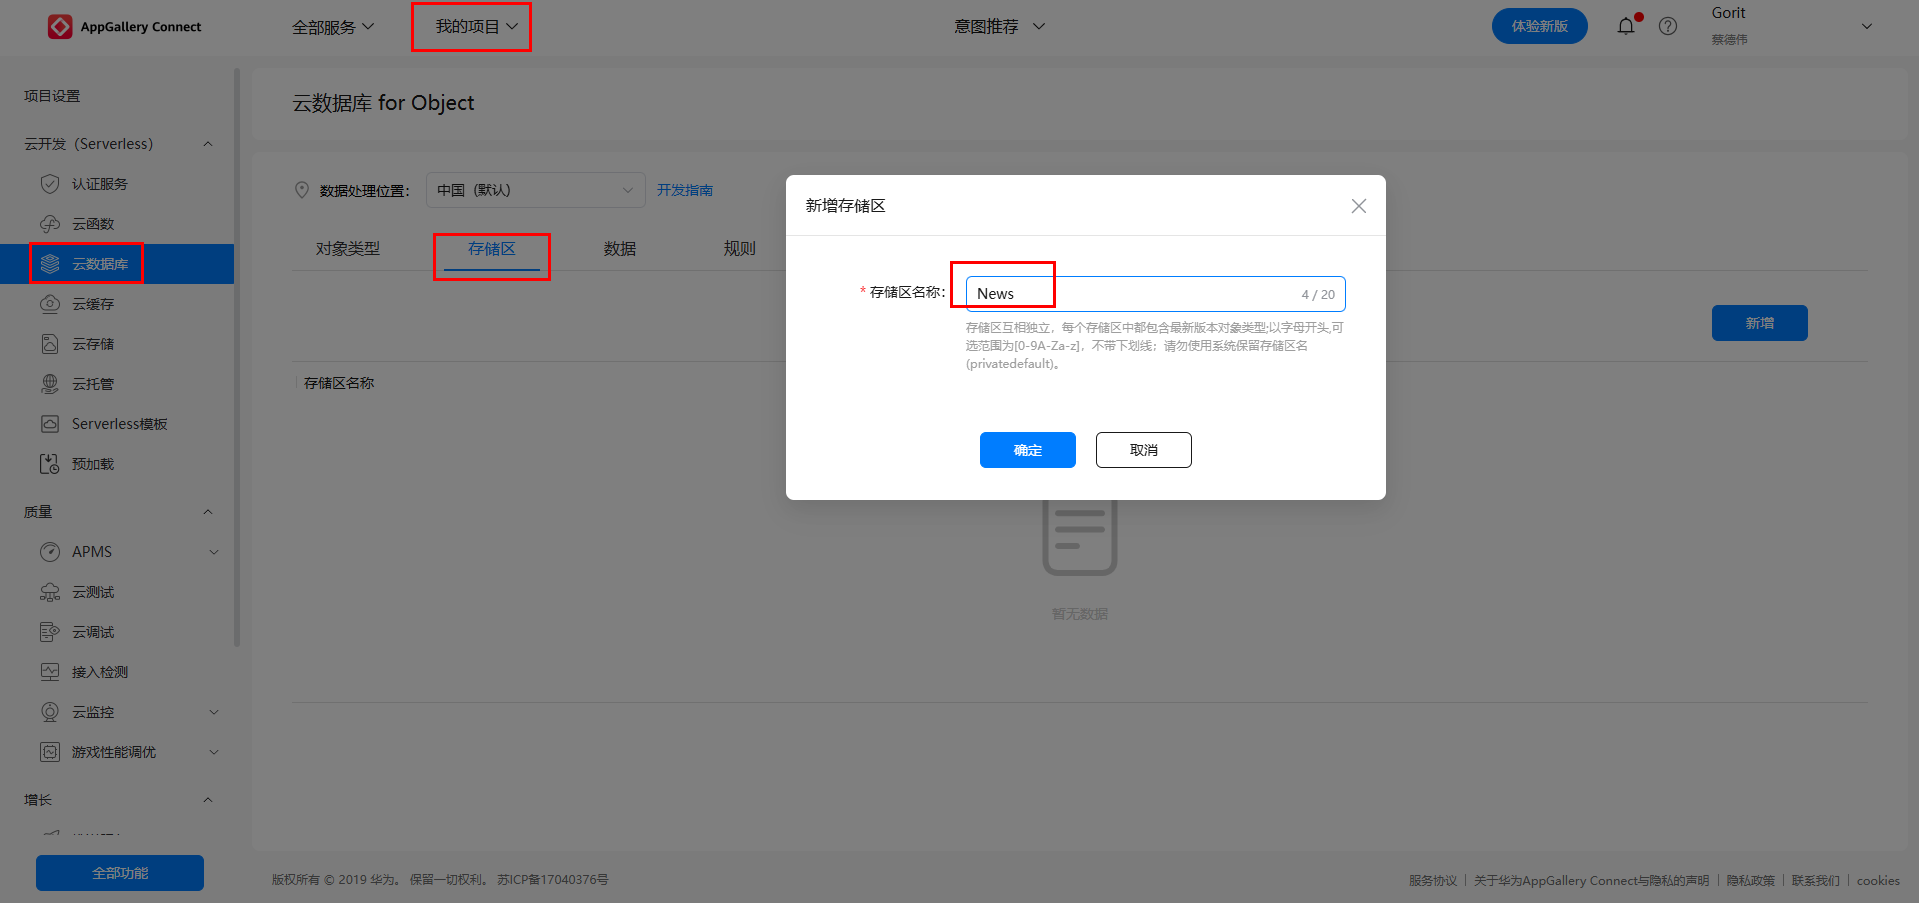 AppGallery Connect
全部服务
我的项目
意图推荐
体验新版
Gorit
蔡德伟
项目设置
云开发（Serverless）
认证服务
云函数
云数据库
云缓存
云存储
云托管
Serverless模板
预加载
质量
APMS
云测试
云调试
接入检测
云监控
游戏性能调优
增长
全部功能
云数据库 for Object
数据处理位置：
中国（默认）
开发指南
对象类型
存储区
数据
规则
新增
存储区名称
暂无数据
新增存储区
* 存储区名称：
News
4 / 20
存储区互相独立，每个存储区中都包含最新版本对象类型;以字母开头,可
选范围为[0-9A-Za-z]，不带下划线；请勿使用系统保留存储区名
(privatedefault)。
确定
取消
版权所有 © 2019 华为。 保留一切权利。 苏ICP备17040376号
服务协议 | 关于华为AppGallery Connect与隐私的声明 | 隐私政策 | 联系我们 | cookies